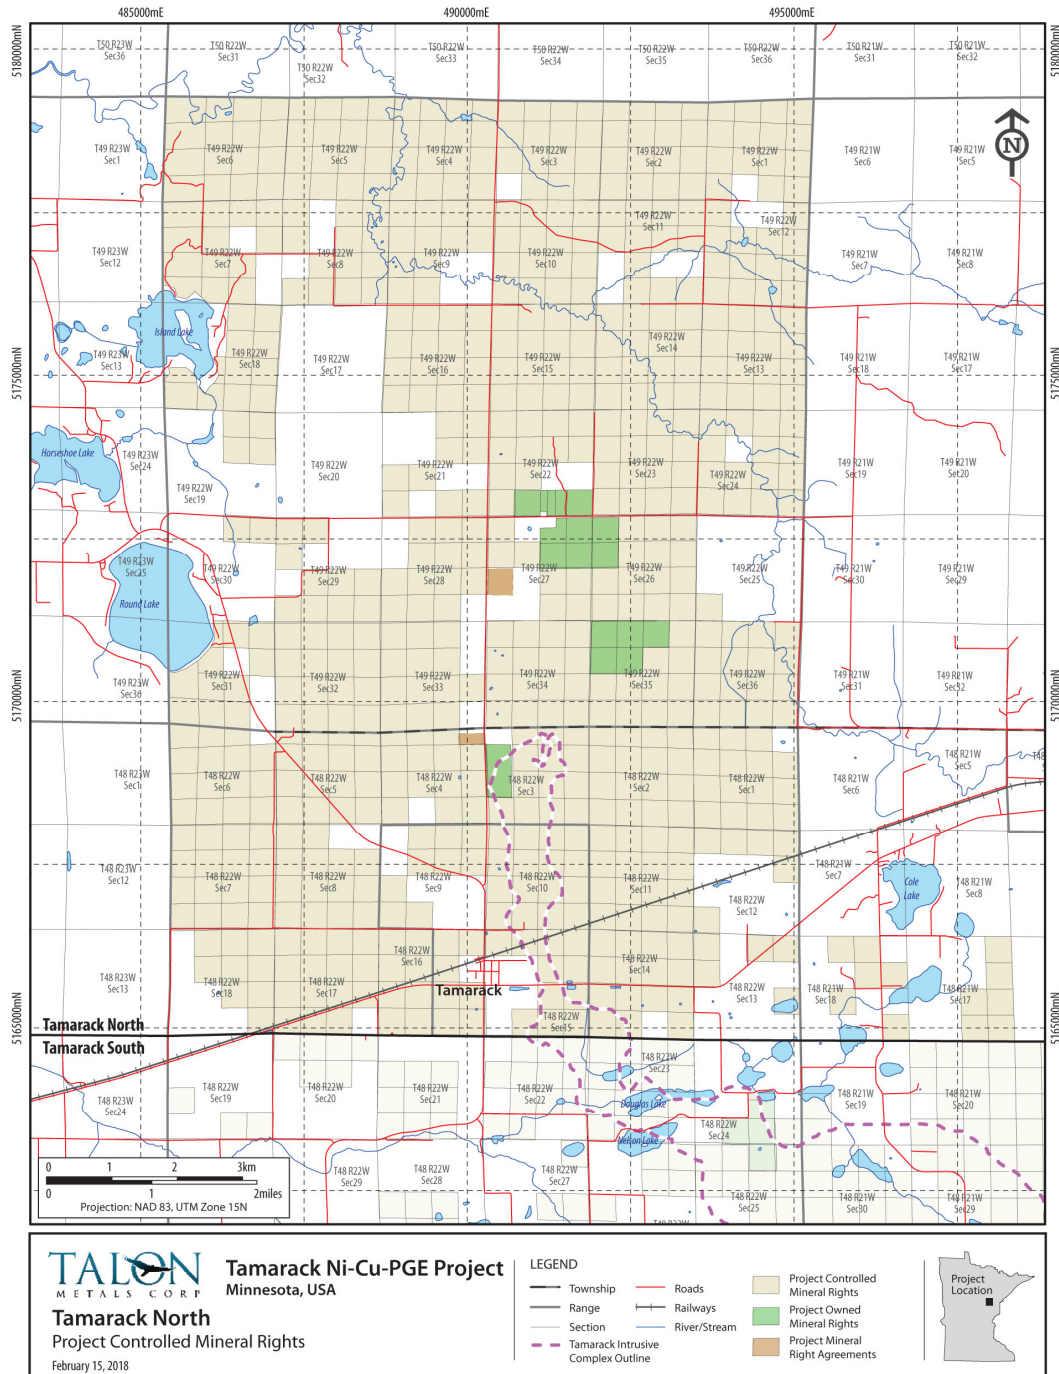 485000mE
490000mE
495000mE
5180000mN
5180000mN
T50 R23W
Sec36
T50 R22W
Sec31
T50 R22W
Sec32
T50 R22W
Sec33
T50 R22W
Sec34
T50 R22W
Sec35
T50 R22W
Sec36
T50 R21W
Sec31
T50 R21W
Sec32
N
T49 R23W
Sec1
T49 R22W
Sec6
T49 R22W
Sec5
T49 R22W
Sec4
T49 R22W
Sec3
T49 R22W
Sec2
T49 R22W
Sec1
T49 R21W
Sec6
T49 R21W
Sec5
T49 R23W
Sec12
T49 R22W
Sec7
T49 R22W
Sec8
T49 R22W
Sec9
T49 R22W
Sec10
T49 R22W
Sec11
T49 R22W
Sec12
T49 R21W
Sec7
T49 R21W
Sec8
Island Lake
5175000mN
5175000mN
T49 R23W
Sec13
T49 R22W
Sec18
T49 R22W
Sec17
T49 R22W
Sec16
T49 R22W
Sec15
T49 R22W
Sec14
T49 R22W
Sec13
T49 R21W
Sec18
T49 R21W
Sec17
Horseshoe Lake
T49 R23W
Sec24
T49 R22W
Sec19
T49 R22W
Sec20
T49 R22W
Sec21
T49 R22W
Sec22
T49 R22W
Sec23
T49 R22W
Sec24
T49 R21W
Sec19
T49 R21W
Sec20
T49 R23W
Sec25
Round Lake
T49 R22W
Sec30
T49 R22W
Sec29
T49 R22W
Sec28
T49 R22W
Sec27
T49 R22W
Sec26
T49 R22W
Sec25
T49 R21W
Sec30
T49 R21W
Sec29
5170000mN
5170000mN
T49 R23W
Sec36
T49 R22W
Sec31
T49 R22W
Sec32
T49 R22W
Sec33
T49 R22W
Sec34
T49 R22W
Sec35
T49 R22W
Sec36
T49 R21W
Sec31
T49 R21W
Sec32
T48 R23W
Sec1
T48 R22W
Sec6
T48 R22W
Sec5
T48 R22W
Sec4
T48 R22W
Sec3
T48 R22W
Sec2
T48 R22W
Sec1
T48 R21W
Sec6
T48 R21W
Sec5
T48 R23W
Sec12
T48 R22W
Sec7
T48 R22W
Sec8
T48 R22W
Sec9
T48 R22W
Sec10
T48 R22W
Sec11
T48 R22W
Sec12
T48 R21W
Sec7
Cole
Lake
T48 R21W
Sec8
T48 R23W
Sec13
T48 R22W
Sec18
T48 R22W
Sec17
T48 R22W
Sec16
Tamarack
T48 R22W
Sec15
T48 R22W
Sec14
T48 R22W
Sec13
T48 R21W
Sec18
T48 R21W
Sec17
5165000mN
5165000mN
Tamarack North
Tamarack South
T48 R23W
Sec24
T48 R22W
Sec19
T48 R22W
Sec20
T48 R22W
Sec21
T48 R22W
Sec22
T48 R22W
Sec23
Douglas Lake
Nelson Lake
T48 R22W
Sec24
T48 R21W
Sec19
T48 R21W
Sec20
T48 R22W
Sec29
T48 R22W
Sec28
T48 R22W
Sec27
T48 R22W
Sec25
T48 R21W
Sec30
T48 R21W
Sec29
0 1 2 3km
0 1 2miles
Projection: NAD 83, UTM Zone 15N
TALON
METALS CORP
Tamarack Ni-Cu-PGE Project
Minnesota, USA
Tamarack North
Project Controlled Mineral Rights
February 15, 2018
LEGEND
Township
Range
Section
Tamarack Intrusive
Complex Outline
Roads
Railways
River/Stream
Project Controlled
Mineral Rights
Project Owned
Mineral Rights
Project Mineral
Right Agreements
Project
Location